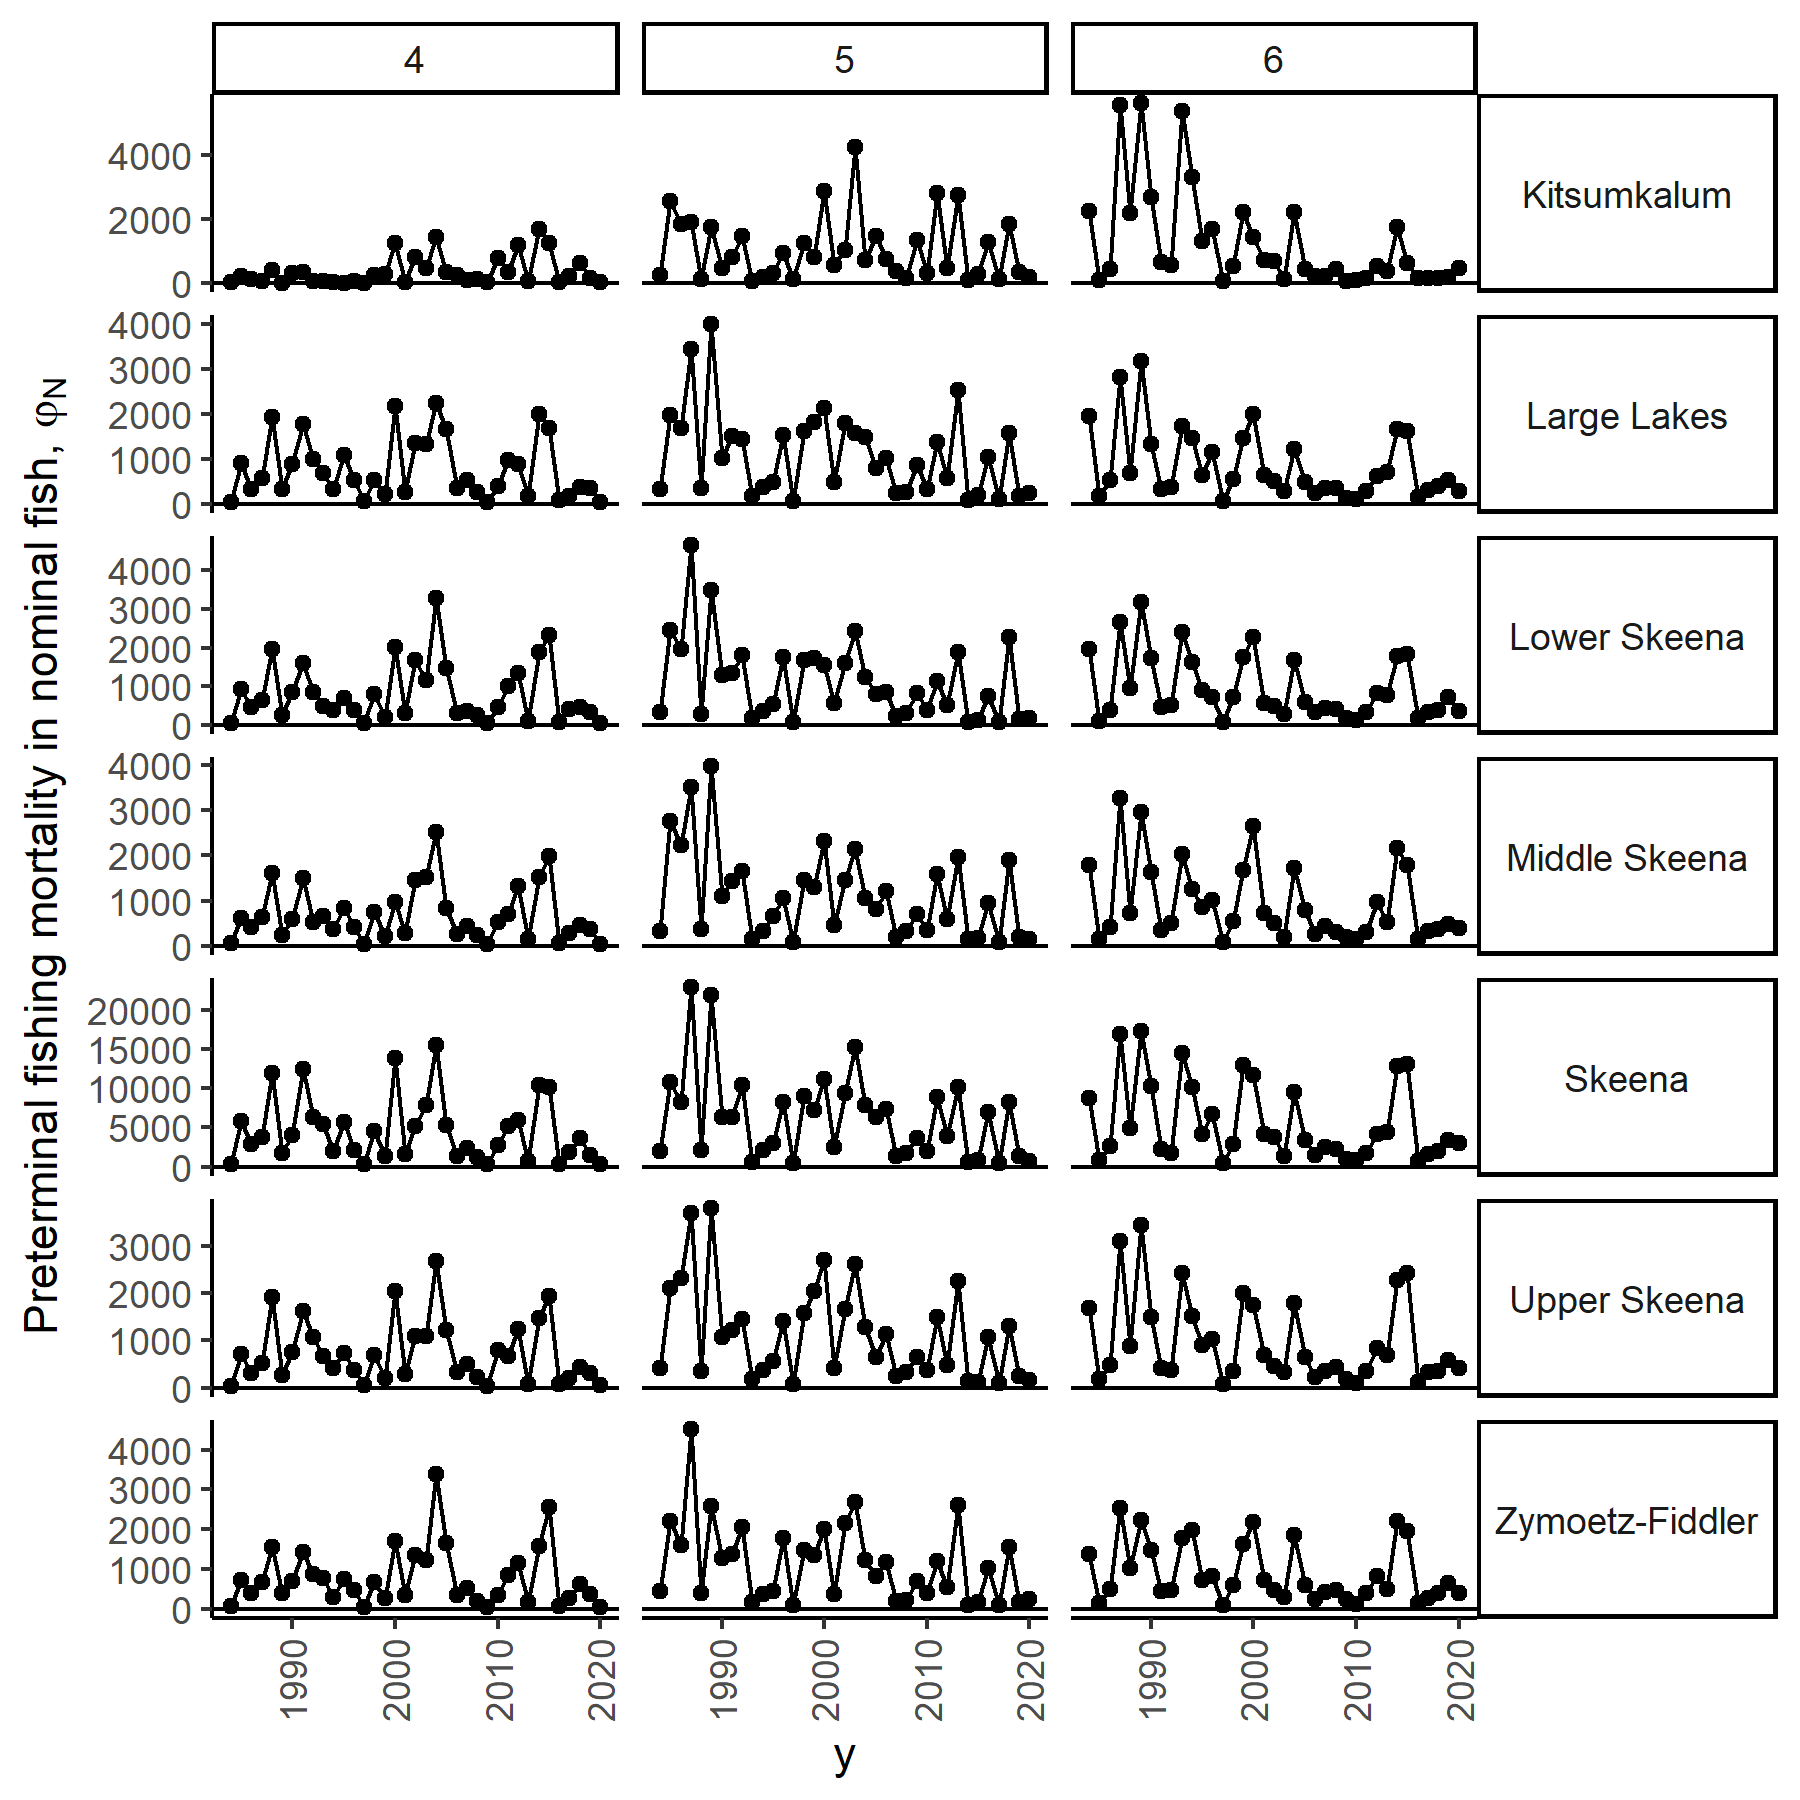 4 5 6
4000
2000
0
Kitsumkalum
4000
3000
2000
1000
0
Large Lakes
4000
3000
2000
1000
0
Lower Skeena
4000
3000
2000
1000
0
Middle Skeena
20000
15000
10000
5000
0
Skeena
3000
2000
1000
0
Upper Skeena
4000
3000
2000
1000
0
Zymoetz-Fiddler
1990 2000 2010 2020 1990 2000 2010 2020 1990 2000 2010 2020
y
Preterminal fishing mortality in nominal fish, φN